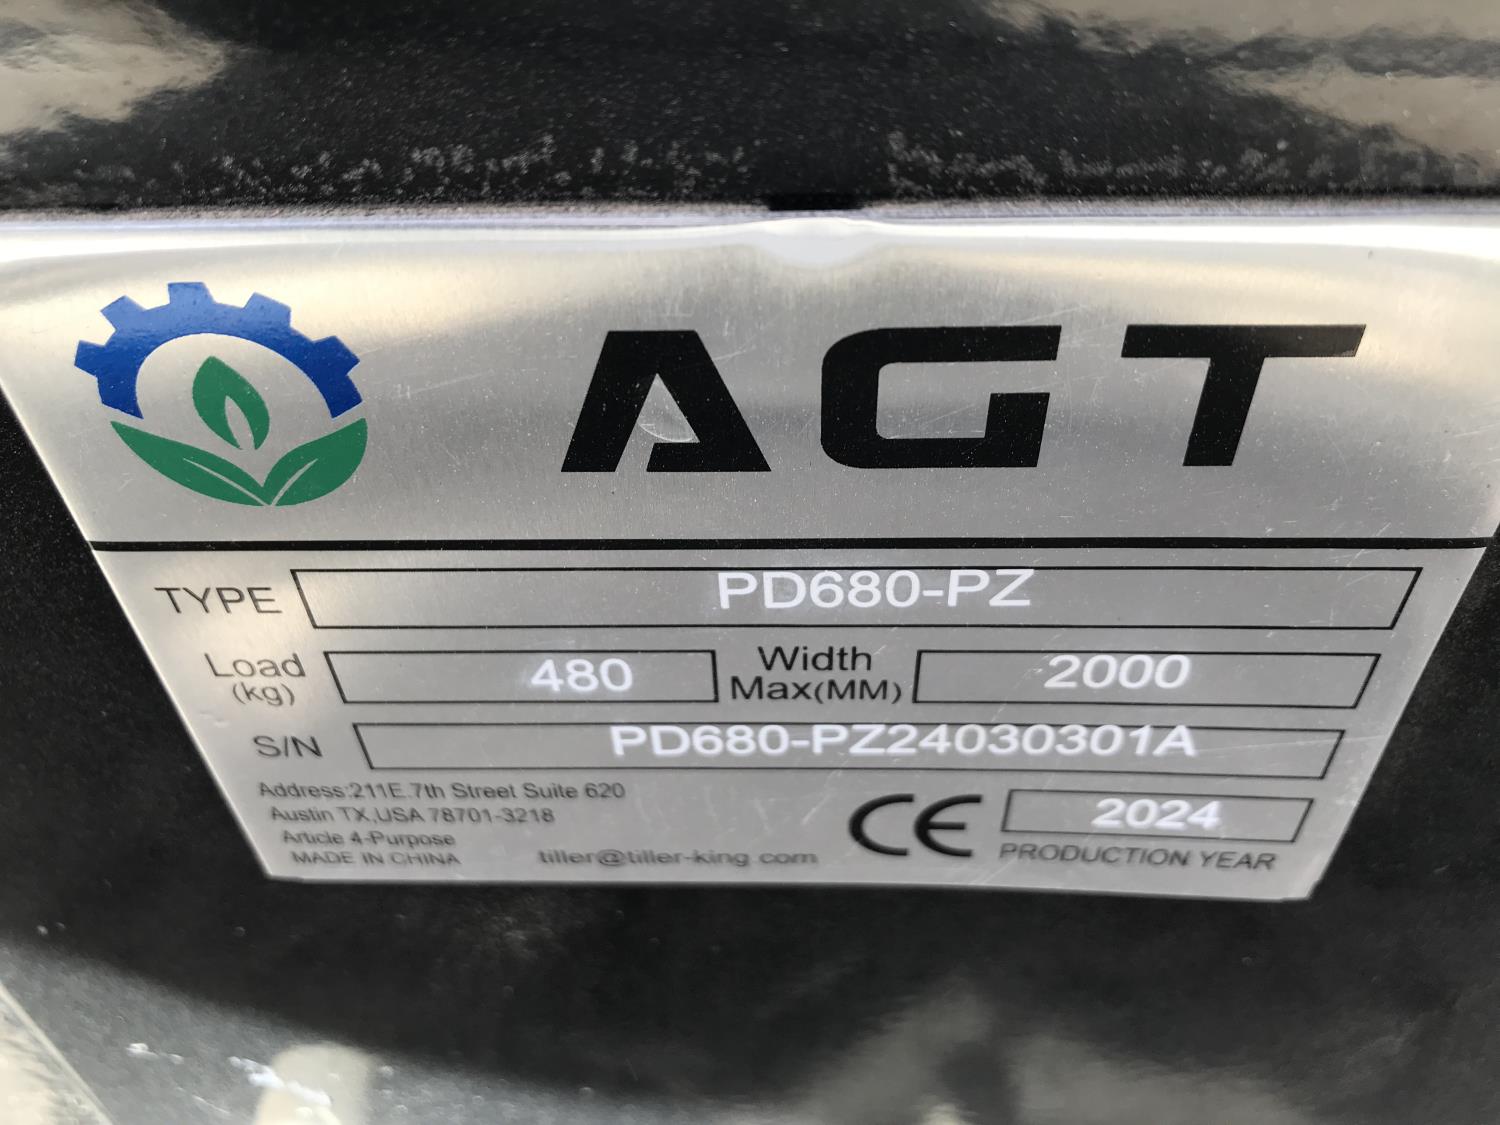 AGT
TYPE PD680-PZ
Load (kg) 480 Width Max(MM) 2000
S/N PD680-PZ24030301A
Address:211E.7th Street Suite 620
Austin TX,USA 78701-3218
Article 4-Purpose
MADE IN CHINA
tiller@tiller-king.com
CE
2024
PRODUCTION YEAR